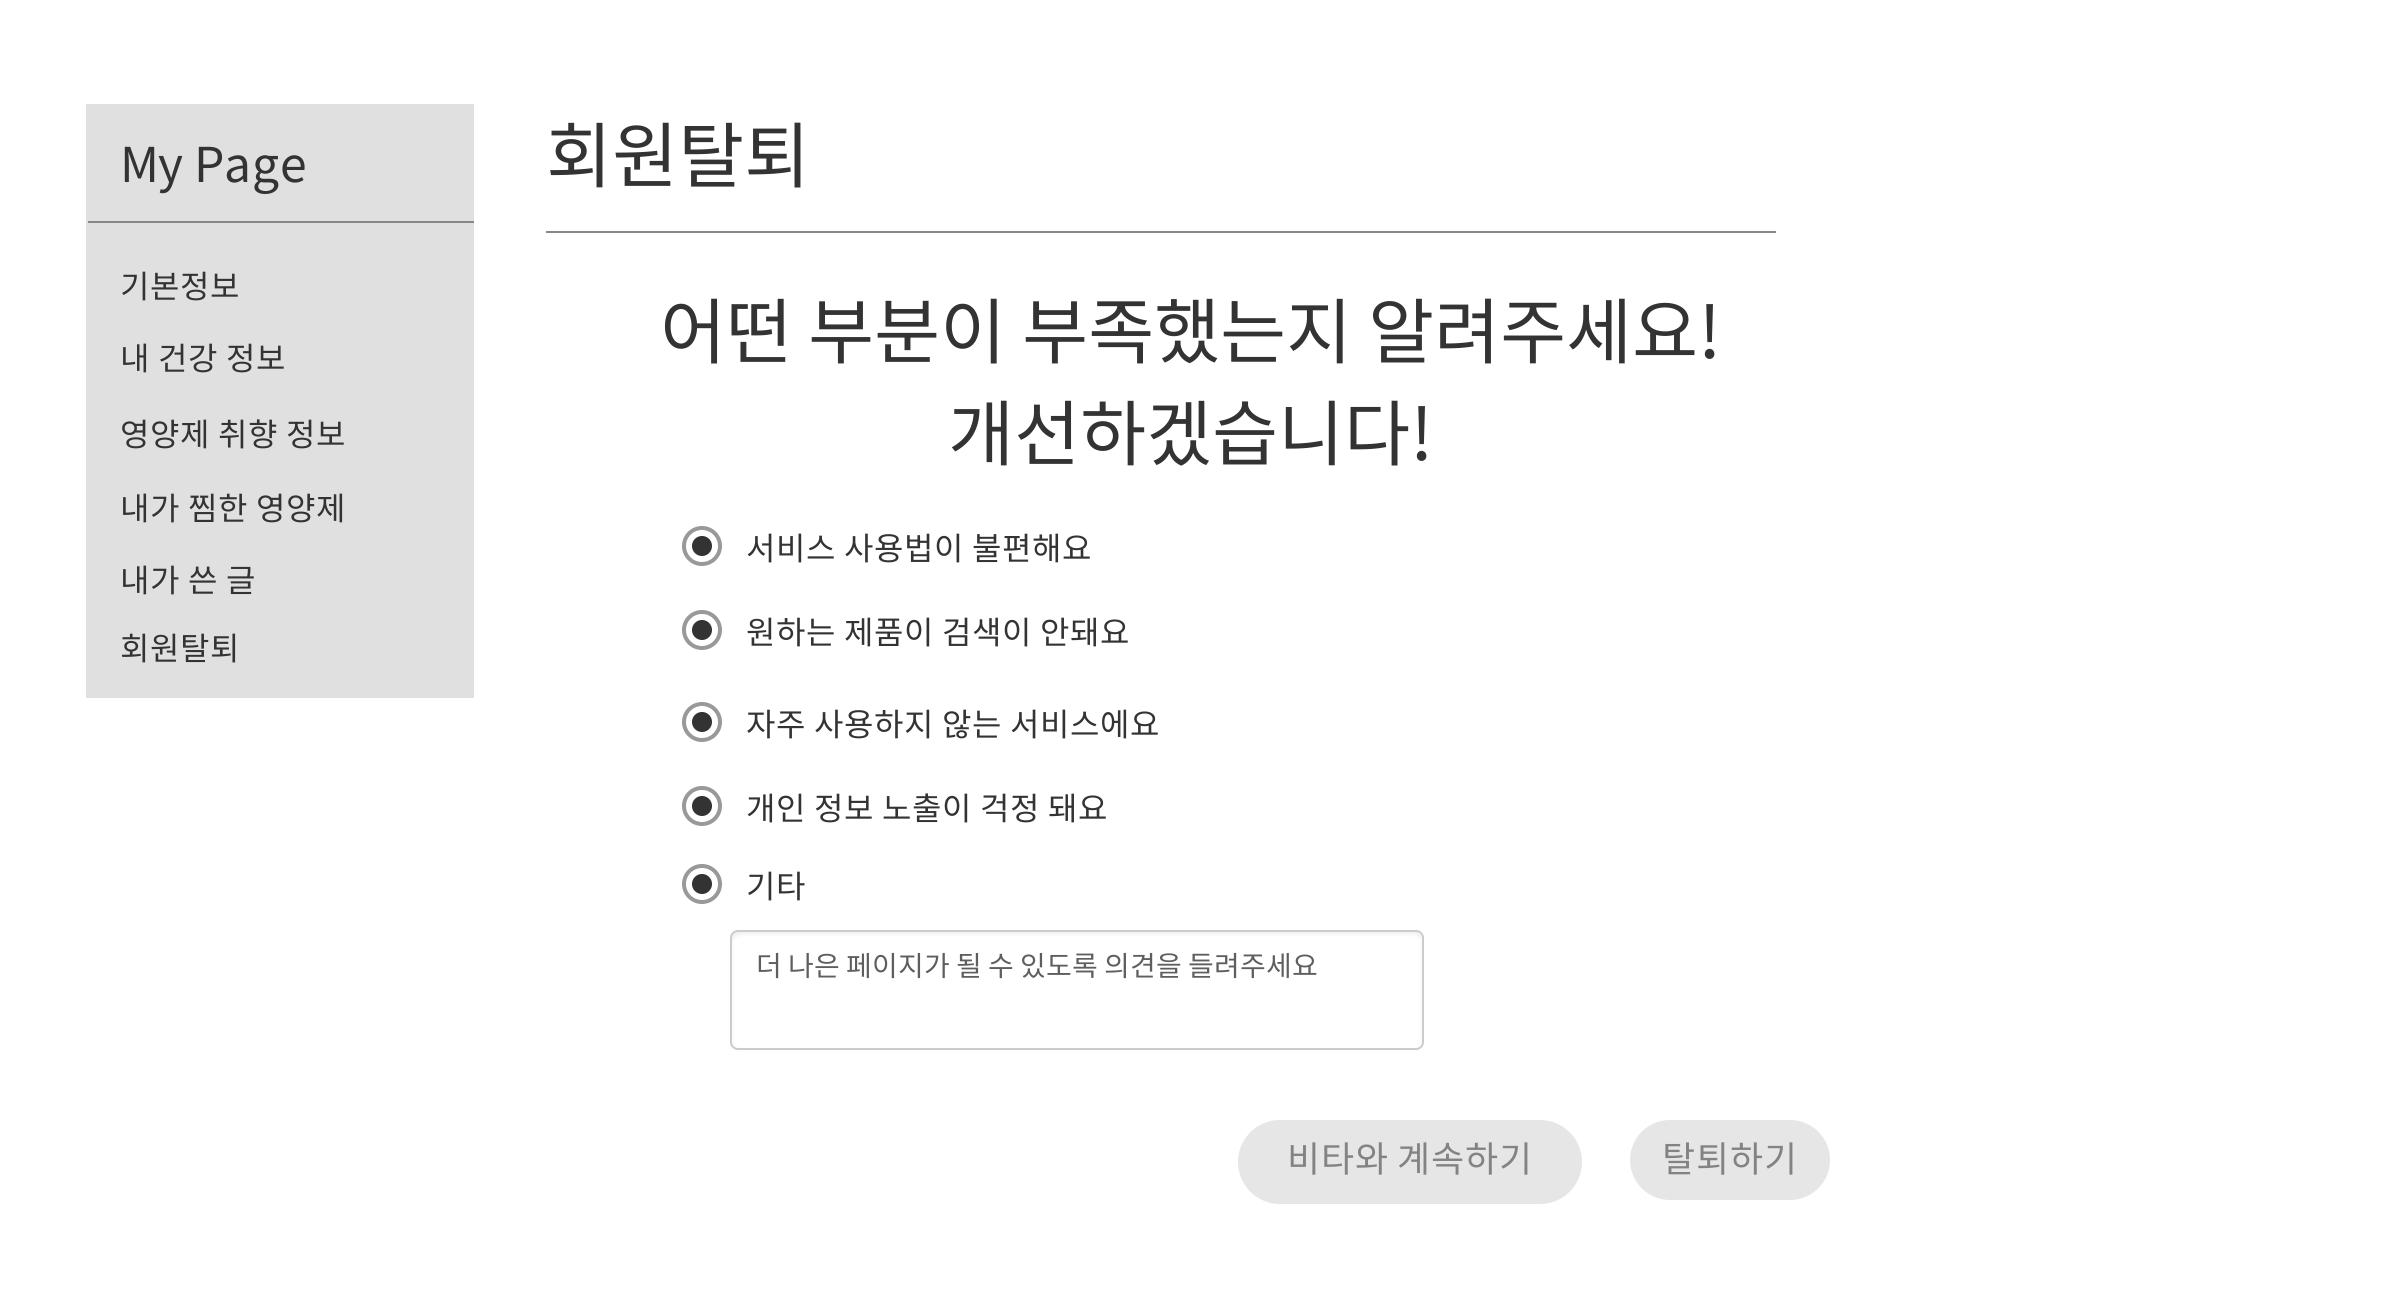 My Page
기본정보
내 건강 정보
영양제 취향 정보
내가 찜한 영양제
내가 쓴 글
회원탈퇴
회원탈퇴
어떤 부분이 부족했는지 알려주세요!
개선하겠습니다!
서비스 사용법이 불편해요
원하는 제품이 검색이 안돼요
자주 사용하지 않는 서비스에요
개인 정보 노출이 걱정 돼요
기타
더 나은 페이지가 될 수 있도록 의견을 들려주세요
비타와 계속하기
탈퇴하기